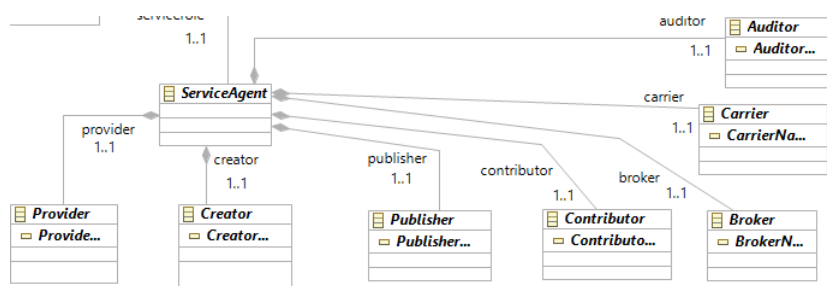 servicerole
1..1
auditor
1..1
Auditor
Auditor...
ServiceAgent
carrier
1..1
Carrier
CarrierNa...
provider
1..1
creator
1..1
publisher
1..1
contributor
1..1
broker
1..1
Provider
Provide...
Creator
Creator...
Publisher
Publisher...
Contributor
Contributo...
Broker
BrokerN...